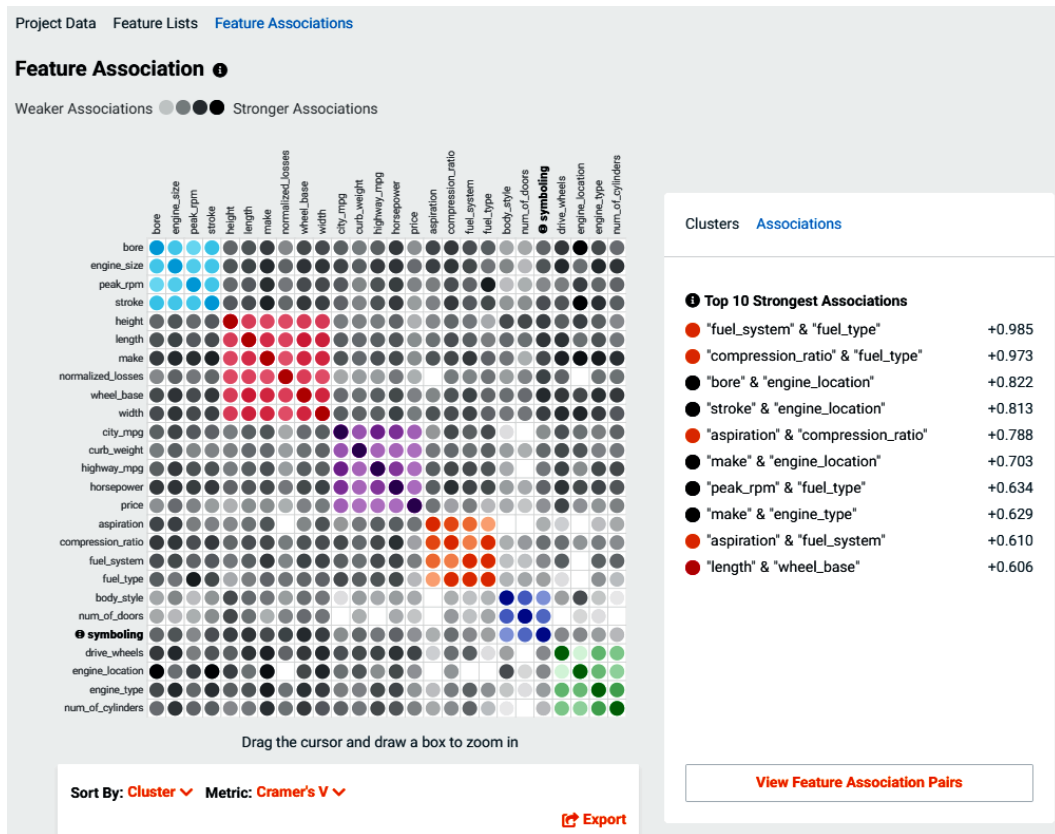 Project Data Feature Lists Feature Associations
Feature Association
Weaker Associations Stronger Associations
bore engine_size peak_rpm stroke height length make normalized_losses wheel_base width city_mpg curb_weight highway_mpg horsepower price aspiration compression_ratio fuel_system fuel_type body_style num_of_doors symboling drive_wheels engine_location engine_type num_of_cylinders
bore
engine_size
peak_rpm
stroke
height
length
make
normalized_losses
wheel_base
width
city_mpg
curb_weight
highway_mpg
horsepower
price
aspiration
compression_ratio
fuel_system
fuel_type
body_style
num_of_doors
symboling
drive_wheels
engine_location
engine_type
num_of_cylinders
Drag the cursor and draw a box to zoom in
Sort By: Cluster Metric: Cramer's V
Export
Clusters Associations
Top 10 Strongest Associations
"fuel_system" & "fuel_type" +0.985
"compression_ratio" & "fuel_type" +0.973
"bore" & "engine_location" +0.822
"stroke" & "engine_location" +0.813
"aspiration" & "compression_ratio" +0.788
"make" & "engine_location" +0.703
"peak_rpm" & "fuel_type" +0.634
"make" & "engine_type" +0.629
"aspiration" & "fuel_system" +0.610
"length" & "wheel_base" +0.606
View Feature Association Pairs